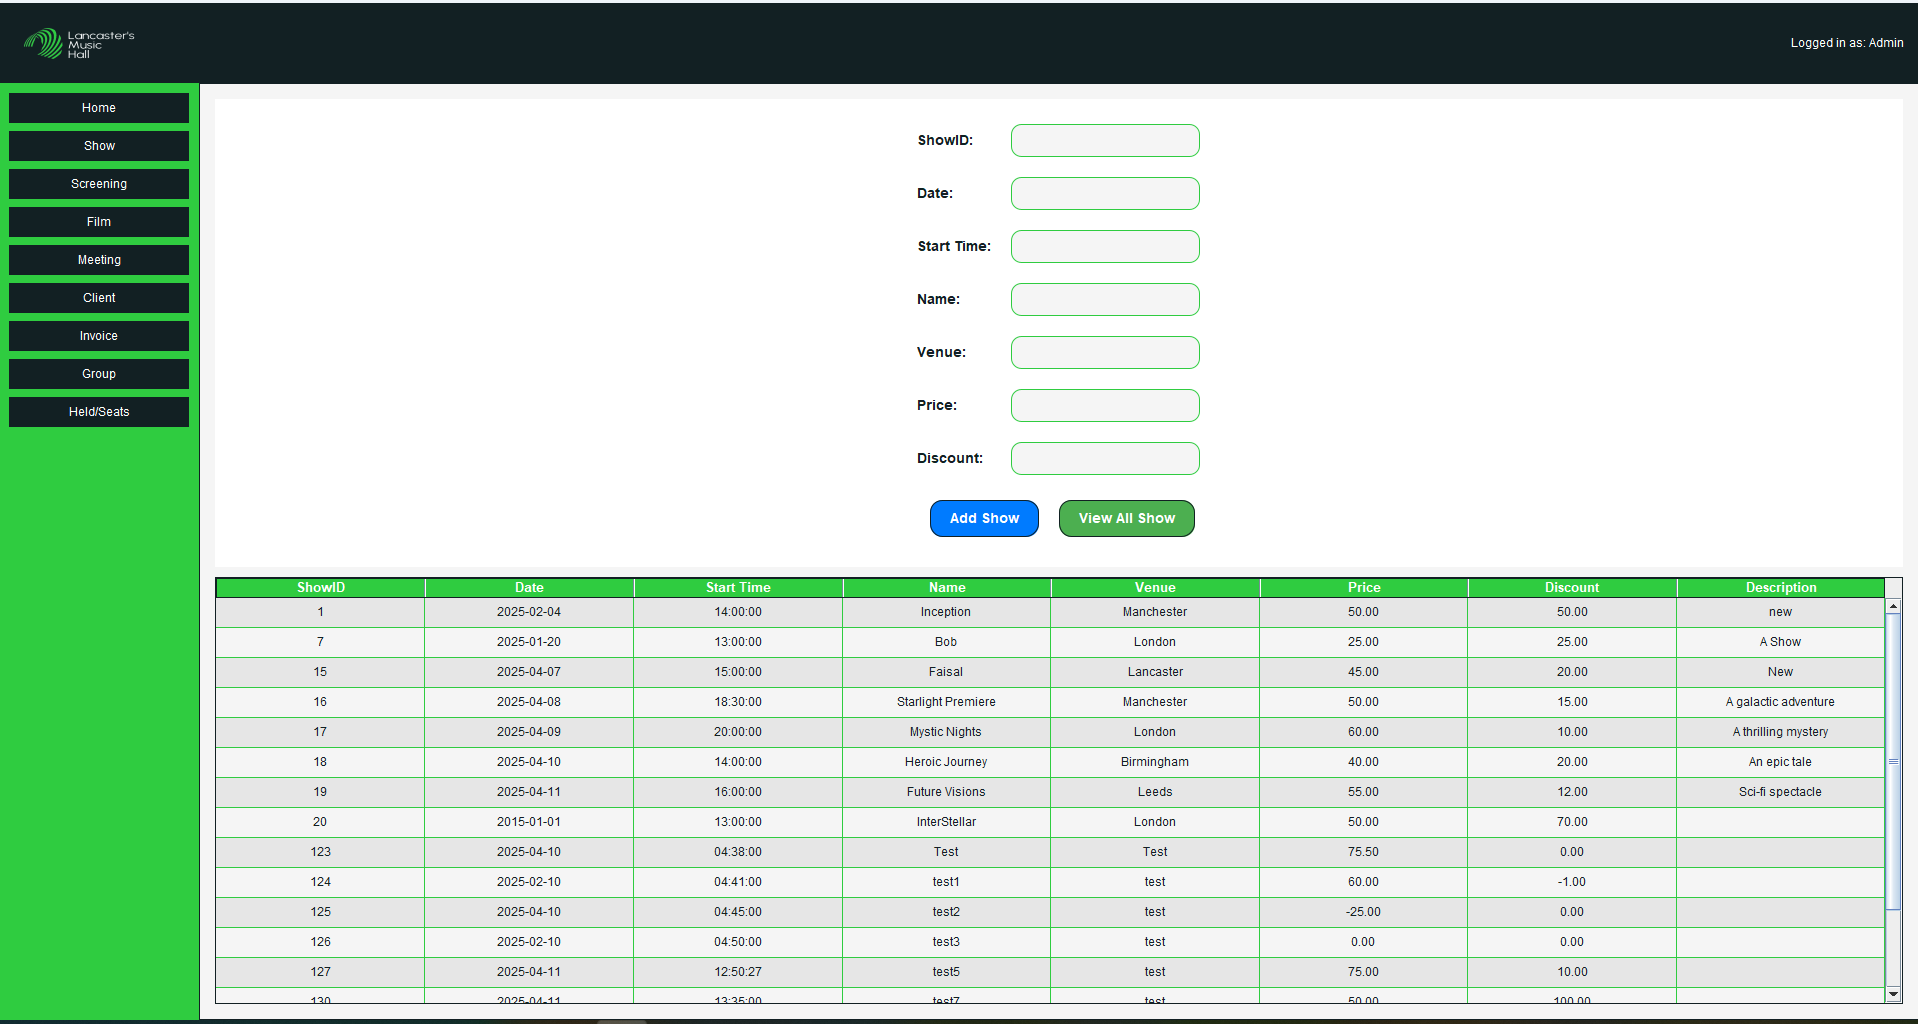 Lancaster's
Music
Hall
Logged in as: Admin
Home
Show
Screening
Film
Meeting
Client
Invoice
Group
Held/Seats
ShowID:
Date:
Start Time:
Name:
Venue:
Price:
Discount:
Add Show View All Show
ShowID Date Start Time Name Venue Price Discount Description
1 2025-02-04 14:00:00 Inception Manchester 50.00 50.00 new
7 2025-01-20 13:00:00 Bob London 25.00 25.00 A Show
15 2025-04-07 15:00:00 Faisal Lancaster 45.00 20.00 New
16 2025-04-08 18:30:00 Starlight Premiere Manchester 50.00 15.00 A galactic adventure
17 2025-04-09 20:00:00 Mystic Nights London 60.00 10.00 A thrilling mystery
18 2025-04-10 14:00:00 Heroic Journey Birmingham 40.00 20.00 An epic tale
19 2025-04-11 16:00:00 Future Visions Leeds 55.00 12.00 Sci-fi spectacle
20 2015-01-01 13:00:00 InterStellar London 50.00 70.00
123 2025-04-10 04:38:00 Test Test 75.50 0.00
124 2025-02-10 04:41:00 test1 test 60.00 -1.00
125 2025-04-10 04:45:00 test2 test -25.00 0.00
126 2025-02-10 04:50:00 test3 test 0.00 0.00
127 2025-04-11 12:50:27 test5 test 75.00 10.00
130 2025-04-11 13:35:00 test7 test 50.00 100.00